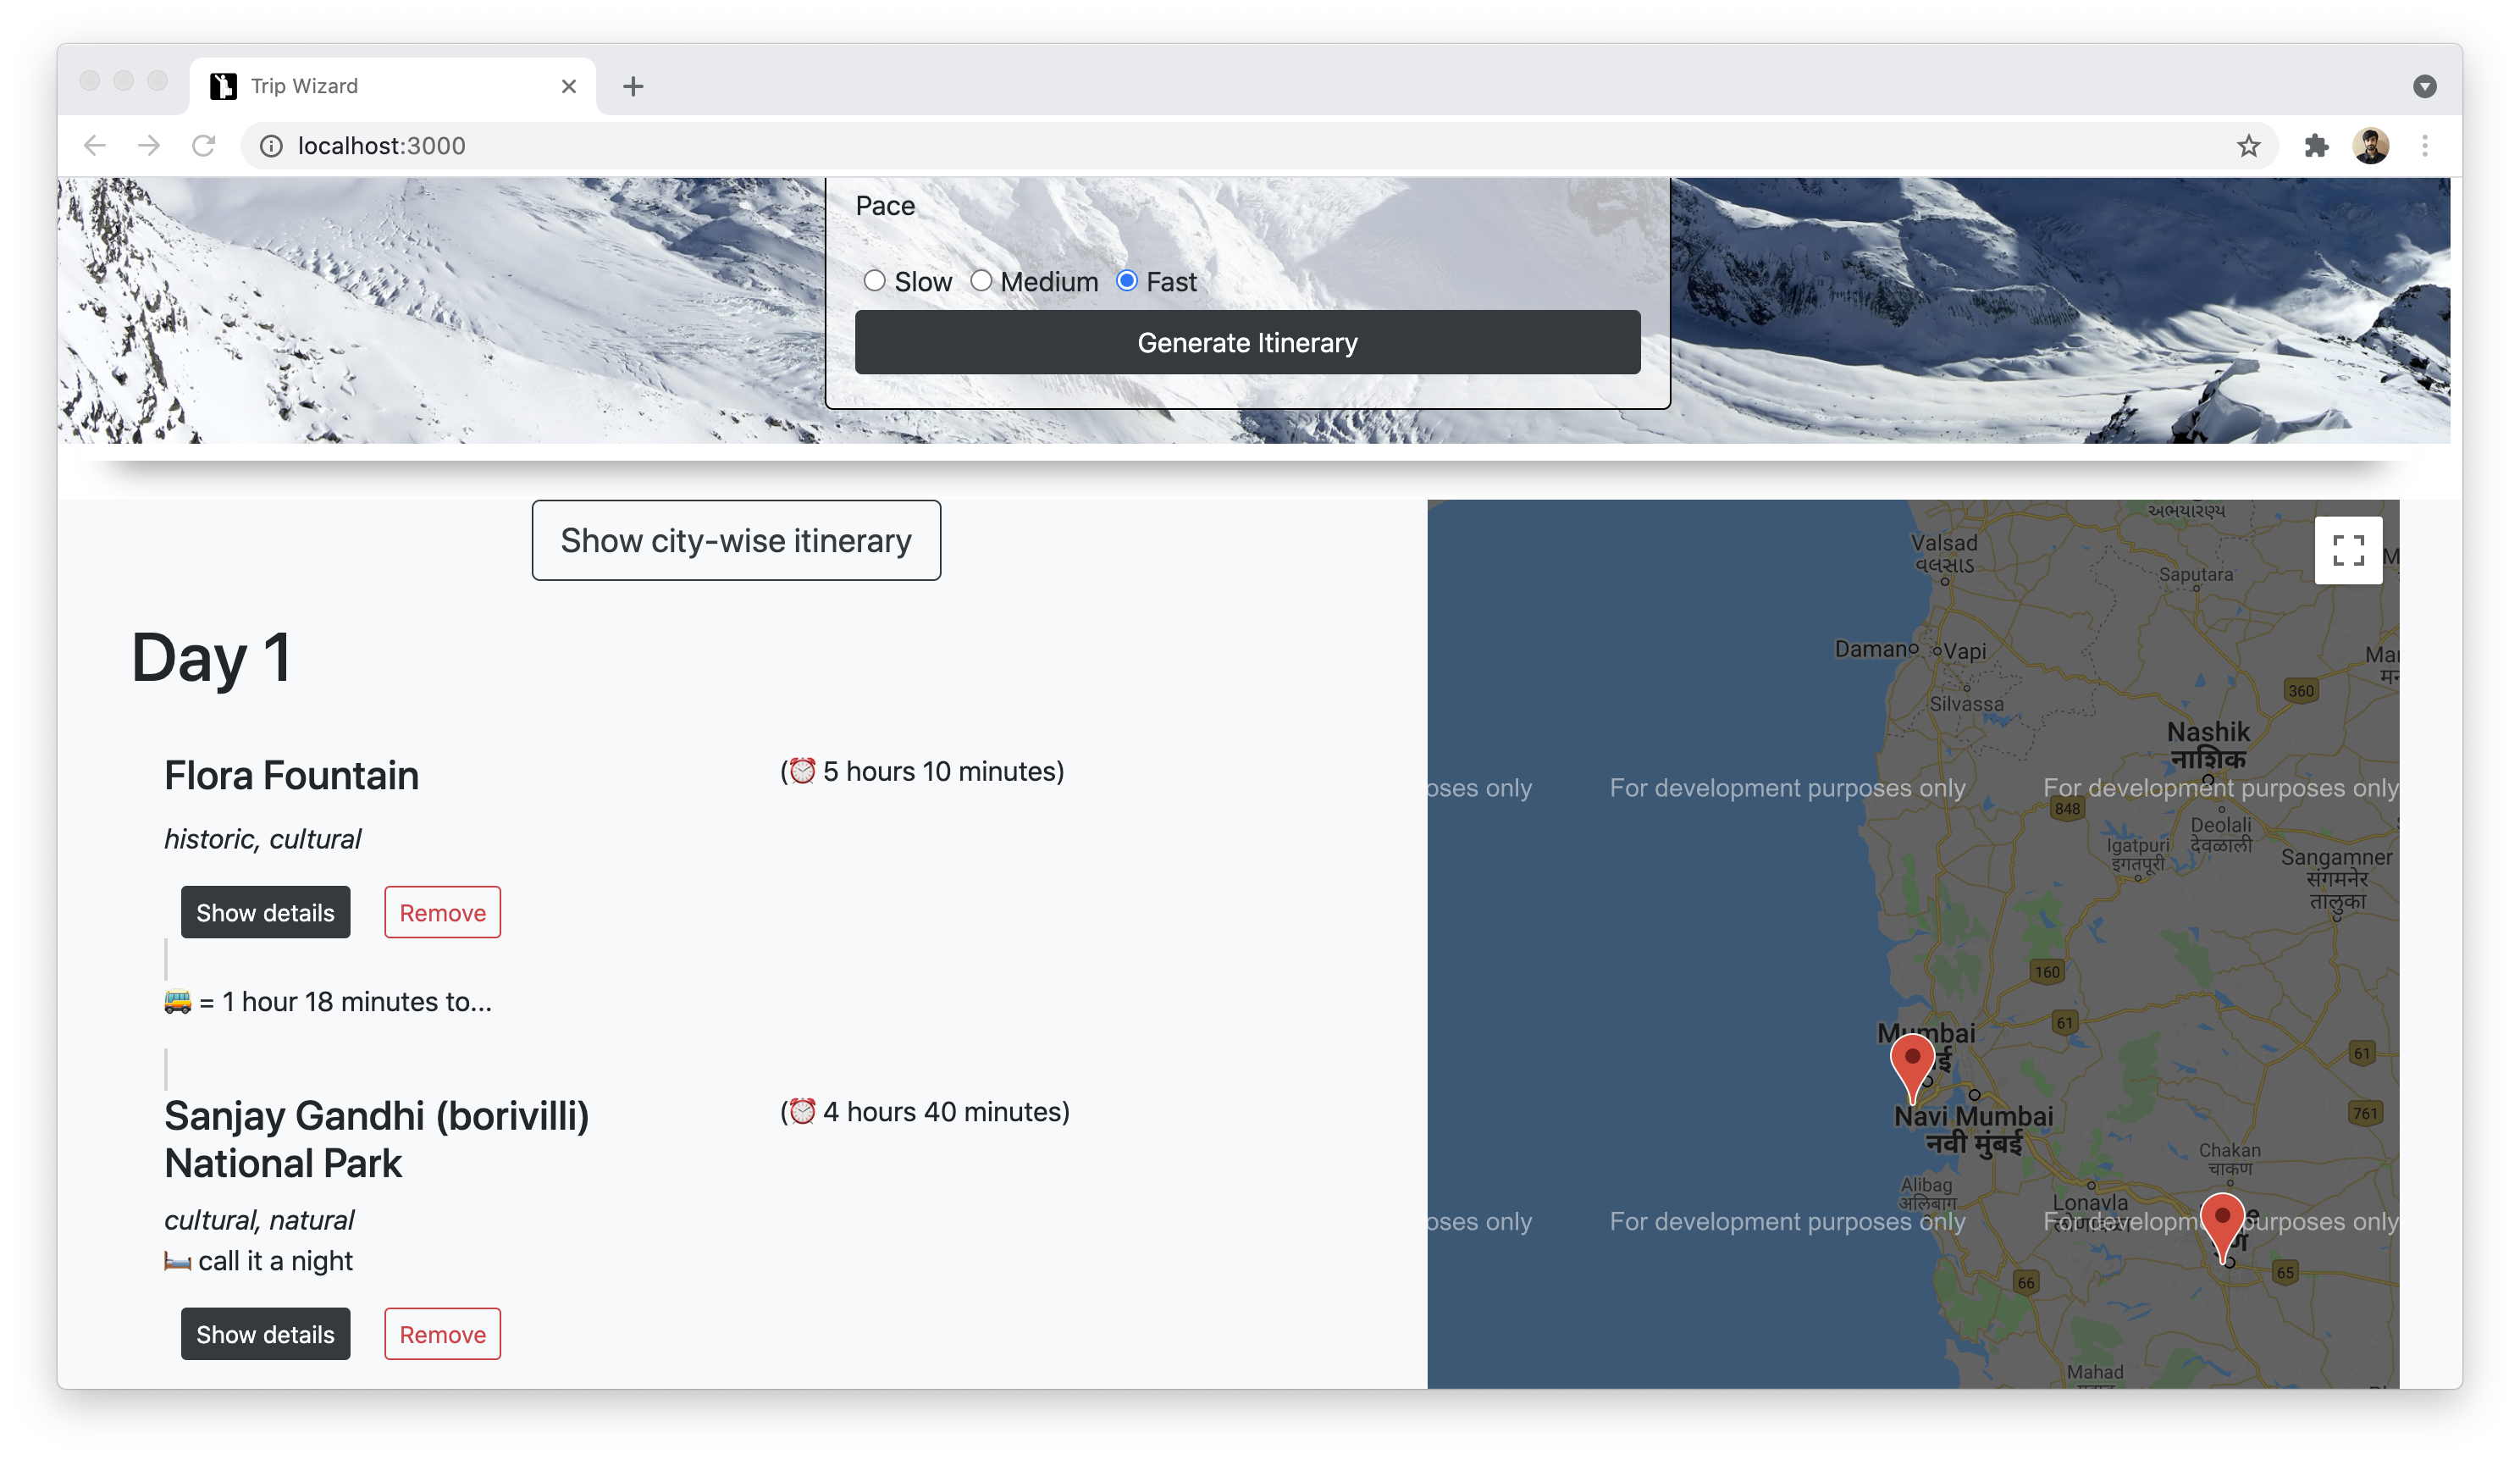 Trip Wizard
localhost:3000
Pace
Slow Medium Fast
Generate Itinerary
Show city-wise itinerary
Day 1
Flora Fountain
(⏰ 5 hours 10 minutes)
historic, cultural
Show details Remove
🚌 = 1 hour 18 minutes to...
Sanjay Gandhi (borivilli)
National Park
(⏰ 4 hours 40 minutes)
cultural, natural
🛏️ call it a night
Show details Remove
અભયારણ્ય
Valsad
વલસાડ
Saputara
Daman
Vapi
Silvassa
360
Nashik
नाशिक
oses only For development purposes only For development purposes only
848
Deolali
देवळाली
Igatpuri
इगतपूरी
Sangamner
संगमनेर
तालुका
160
61
Mumbai
61
Navi Mumbai
नवी मुंबई
761
Chakan
चाकण
Alibag
अलिबाग
Lonavla
oses only For development purposes only purposes only
66
65
Mahad